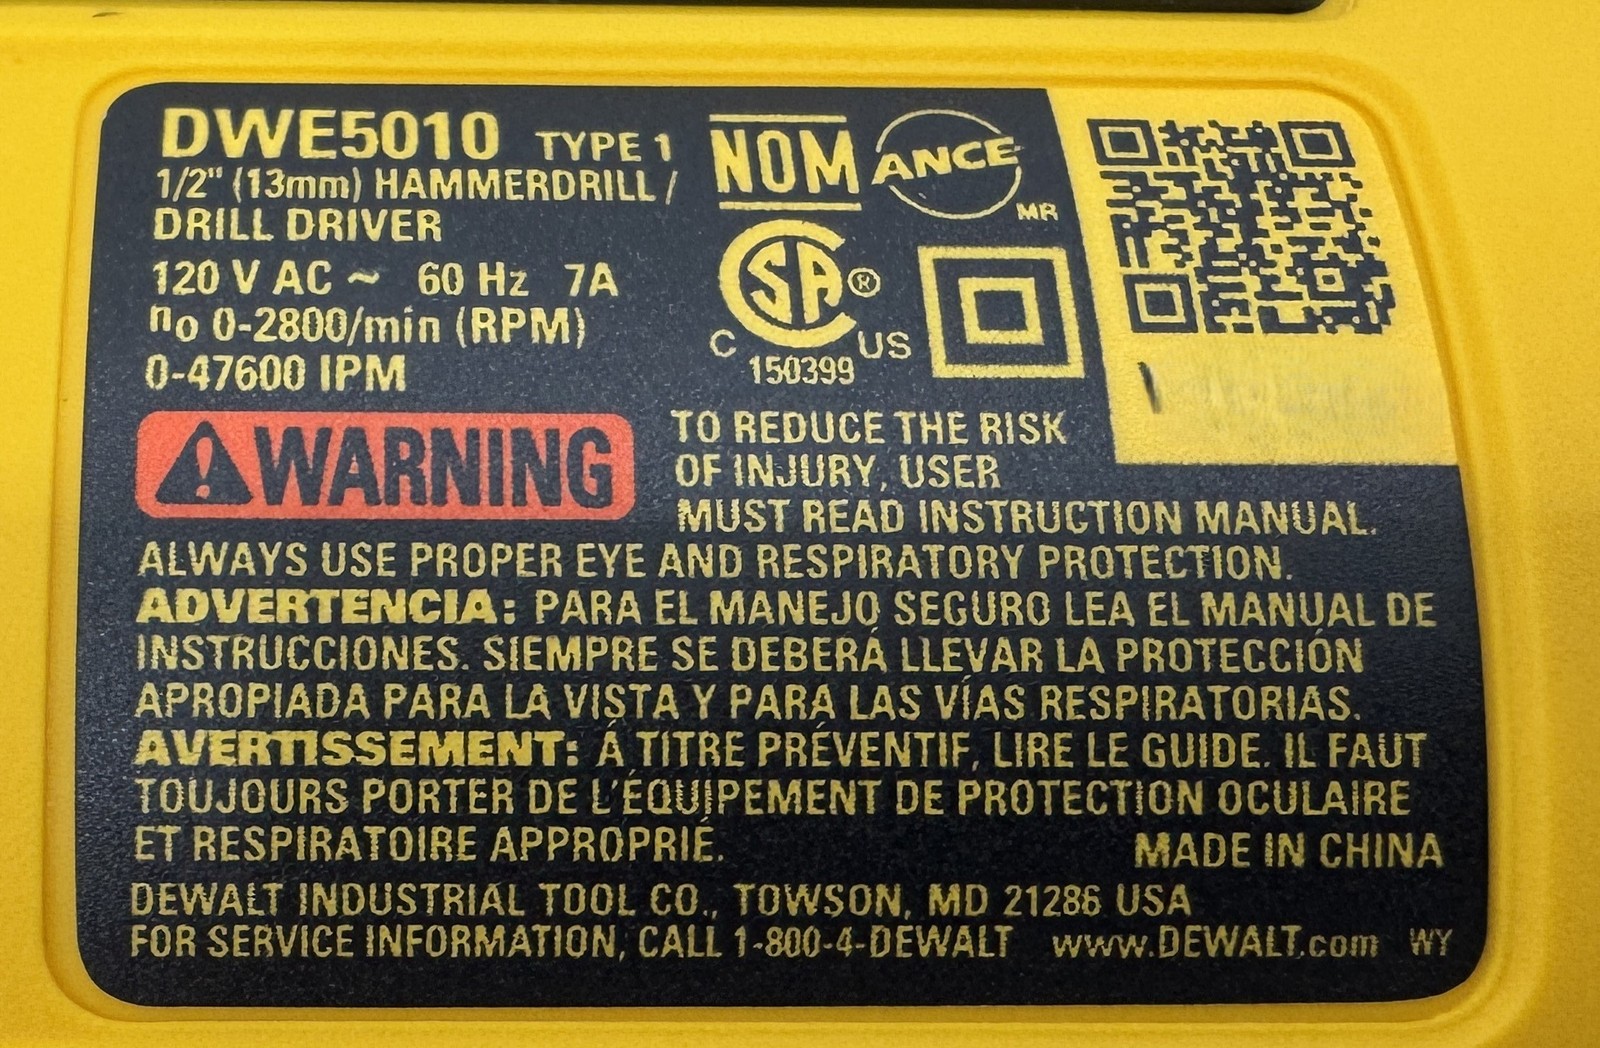 DWE5010 TYPE 1
1/2" (13mm) HAMMERDRILL /
DRILL DRIVER
120 V AC ~ 60 Hz 7A
no 0-2800/min (RPM)
0-47600 IPM
NOM
ANCE
MR
SA®
C US
150399
WARNING
TO REDUCE THE RISK
OF INJURY, USER
MUST READ INSTRUCTION MANUAL.
ALWAYS USE PROPER EYE AND RESPIRATORY PROTECTION.
ADVERTENCIA: PARA EL MANEJO SEGURO LEA EL MANUAL DE
INSTRUCCIONES. SIEMPRE SE DEBERÁ LLEVAR LA PROTECCIÓN
APROPIADA PARA LA VISTA Y PARA LAS VÍAS RESPIRATORIAS.
AVERTISSEMENT: Á TITRE PRÉVENTIF, LIRE LE GUIDE. IL FAUT
TOUJOURS PORTER DE L'ÉQUIPEMENT DE PROTECTION OCULAIRE
ET RESPIRATOIRE APPROPRIÉ.
MADE IN CHINA
DEWALT INDUSTRIAL TOOL CO., TOWSON, MD 21286 USA
FOR SERVICE INFORMATION, CALL 1-800-4-DEWALT www.DEWALT.com WY